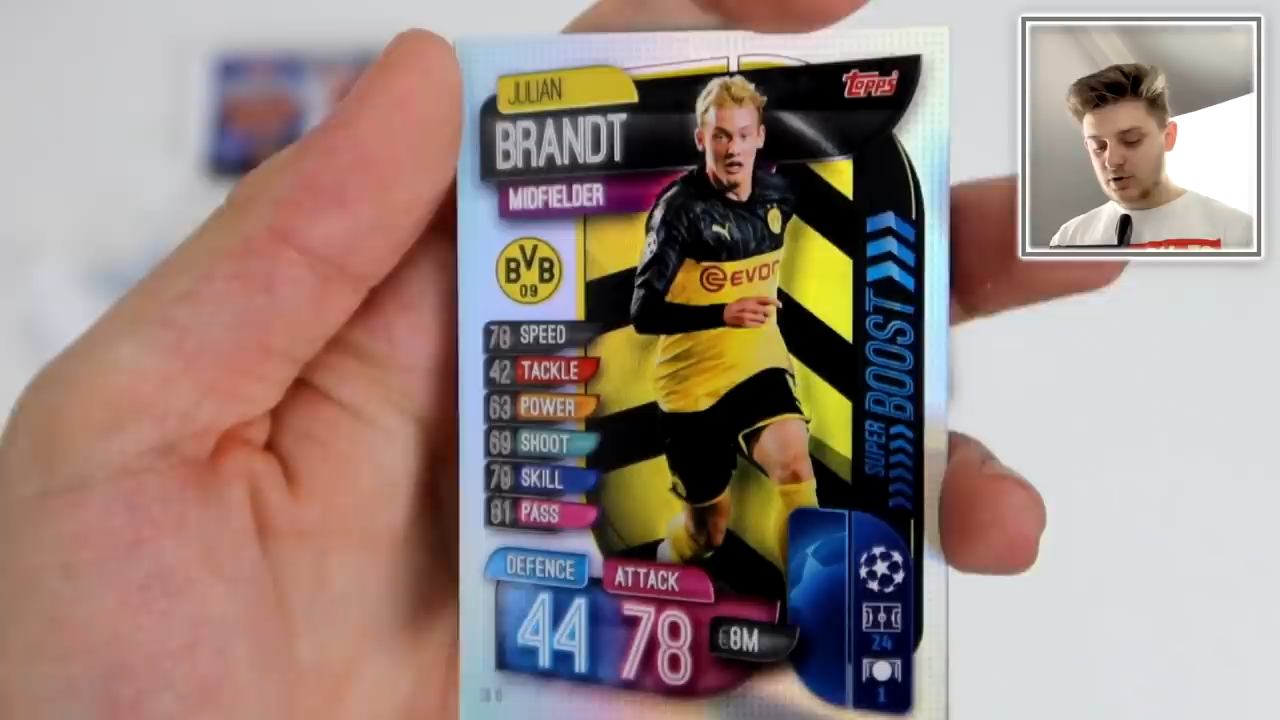 JULIAN
BRANDT
MIDFIELDER
Topps
BVB
09
EVON
78 SPEED
42 TACKLE
63 POWER
69 SHOOT
78 SKILL
81 PASS
SUPER BOOST
DEFENCE
44
ATTACK
78
8M
24
1